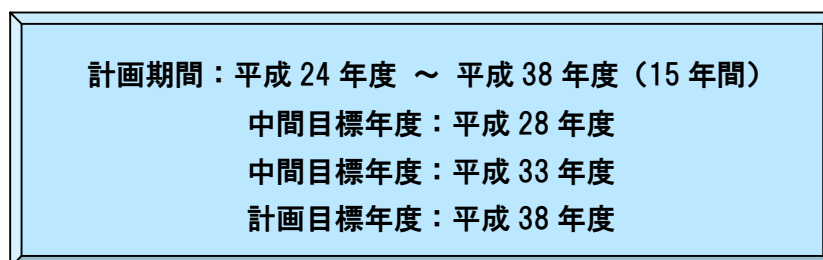 計画期間：平成 24 年度 ～ 平成 38 年度（15 年間）
中間目標年度：平成 28 年度
中間目標年度：平成 33 年度
計画目標年度：平成 38 年度